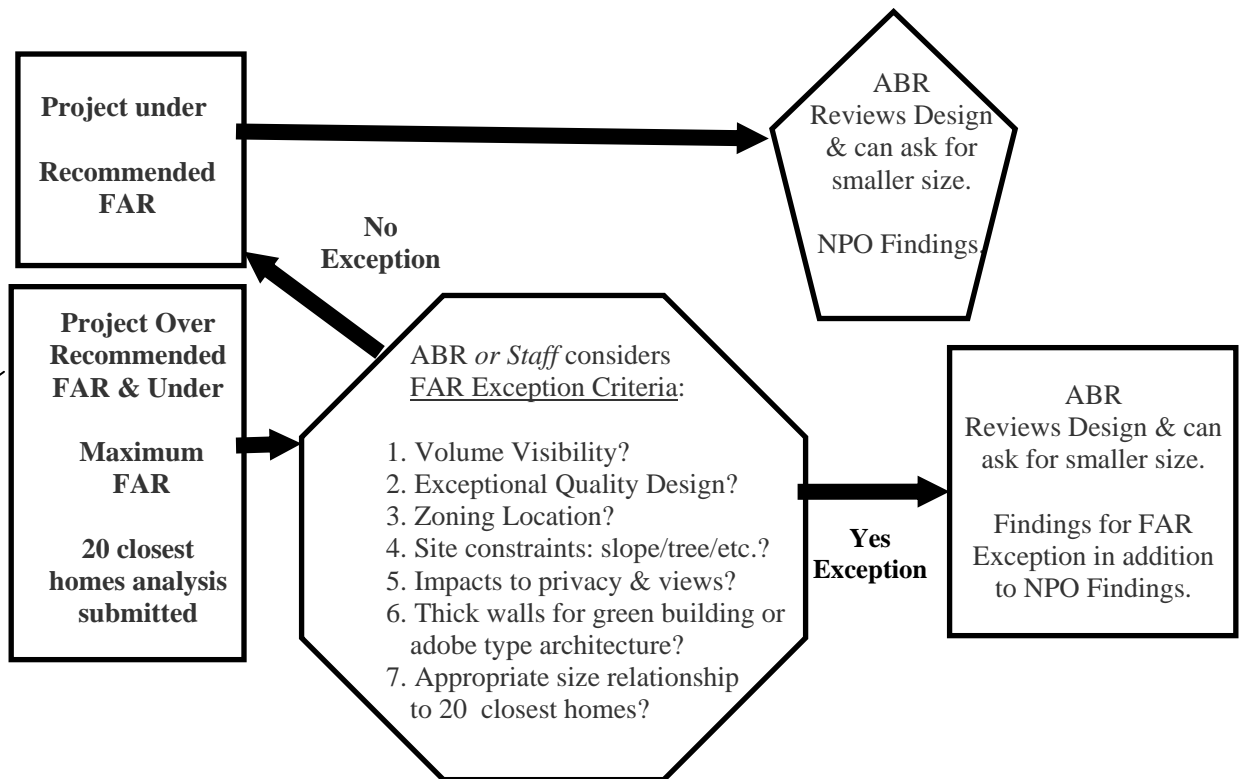 Project under
Recommended
FAR
ABR
Reviews Design
& can ask for
smaller size.
NPO Findings.
No
Exception
Project Over
Recommended
FAR & Under
Maximum
FAR
20 closest
homes analysis
submitted
ABR or Staff considers
FAR Exception Criteria:
1. Volume Visibility?
2. Exceptional Quality Design?
3. Zoning Location?
4. Site constraints: slope/tree/etc.?
5. Impacts to privacy & views?
6. Thick walls for green building or
adobe type architecture?
7. Appropriate size relationship
to 20 closest homes?
Yes
Exception
ABR
Reviews Design & can
ask for smaller size.
Findings for FAR
Exception in addition
to NPO Findings.